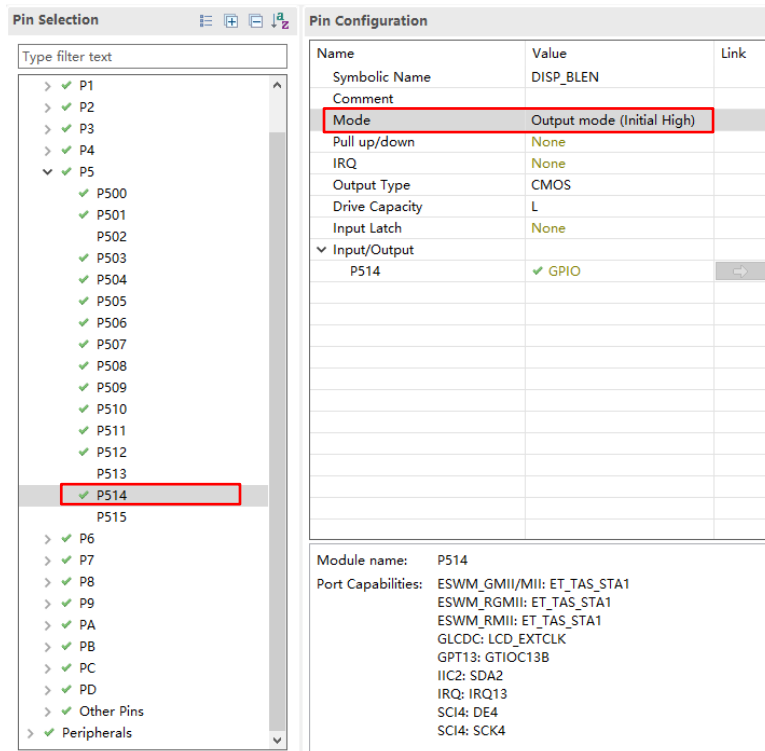 Pin Selection
Type filter text
P1
P2
P3
P4
P5
P500
P501
P502
P503
P504
P505
P506
P507
P508
P509
P510
P511
P512
P513
P514
P515
P6
P7
P8
P9
PA
PB
PC
PD
Other Pins
Peripherals
Pin Configuration
Name Value Link
Symbolic Name DISP_BLEN
Comment
Mode Output mode (Initial High)
Pull up/down None
IRQ None
Output Type CMOS
Drive Capacity L
Input Latch None
Input/Output
P514 GPIO
Module name: P514
Port Capabilities: ESWM_GMII/MII: ET_TAS_STA1
ESWM_RGMII: ET_TAS_STA1
ESWM_RMII: ET_TAS_STA1
GLCDC: LCD_EXTCLK
GPT13: GTIOC13B
IIC2: SDA2
IRQ: IRQ13
SCI4: DE4
SCI4: SCK4